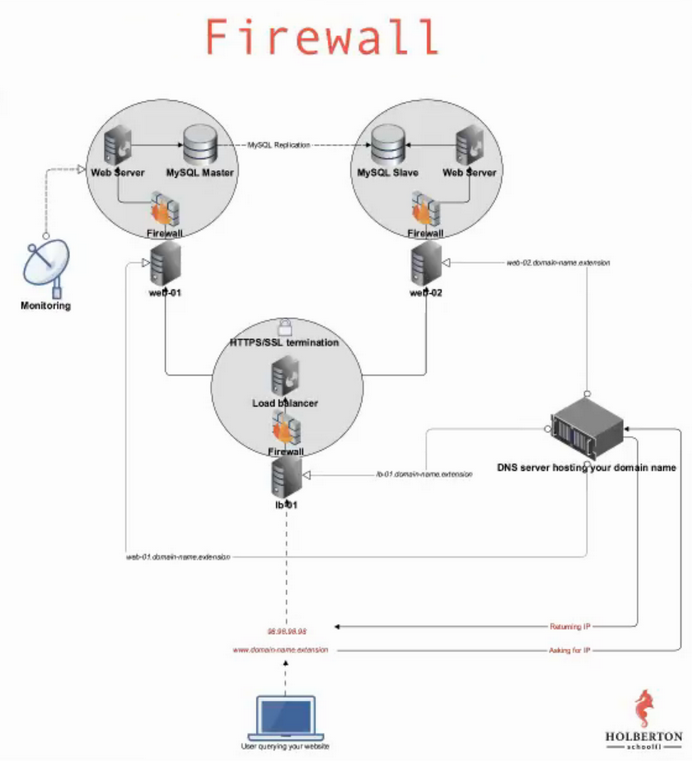 Firewall
Web Server
MySQL Master
MySQL Replication
MySQL Slave
Web Server
Firewall
Firewall
Monitoring
web-01
web-02
web-02.domain-name.extension
HTTPS/SSL termination
Load balancer
Firewall
lb-01
lb-01.domain-name.extension
DNS server hosting your domain name
web-01.domain-name.extension
98.98.98.98
Returning IP
www.domain-name.extension
Asking for IP
User querying your website
HOLBERTON